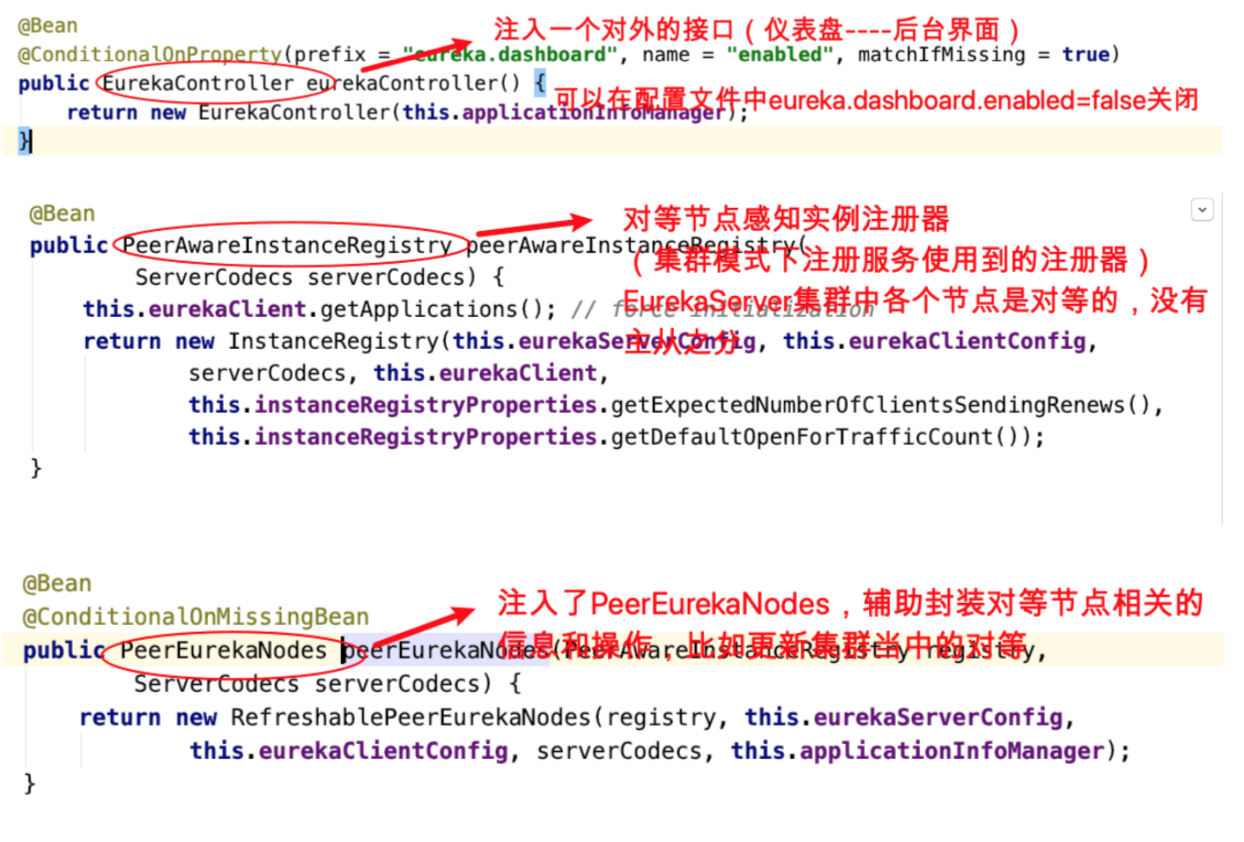 @Bean
注入一个对外的接口（仪表盘----后台界面）
@ConditionalOnProperty(prefix = "eureka.dashboard", name = "enabled", matchIfMissing = true)
public EurekaController eurekaController() {
可以在配置文件中eureka.dashboard.enabled=false关闭
return new EurekaController(this.applicationInfoManager);
}
@Bean
对等节点感知实例注册器
public PeerAwareInstanceRegistry peerAwareInstanceRegistry(
（集群模式下注册服务使用到的注册器）
ServerCodecs serverCodecs) {
EurekaServer集群中各个节点是对等的，没有
this.eurekaClient.getApplications(); // force initialization
主从之分
return new InstanceRegistry(this.eurekaServerConfig, this.eurekaClientConfig,
serverCodecs, this.eurekaClient,
this.instanceRegistryProperties.getExpectedNumberOfClientsSendingRenews(),
this.instanceRegistryProperties.getDefaultOpenForTrafficCount());
}
@Bean
注入了PeerEurekaNodes，辅助封装对等节点相关的
@ConditionalOnMissingBean
信息和操作，比如更新集群当中的对等
public PeerEurekaNodes peerEurekaNodes(PeerAwareInstanceRegistry registry,
ServerCodecs serverCodecs) {
return new RefreshablePeerEurekaNodes(registry, this.eurekaServerConfig,
this.eurekaClientConfig, serverCodecs, this.applicationInfoManager);
}